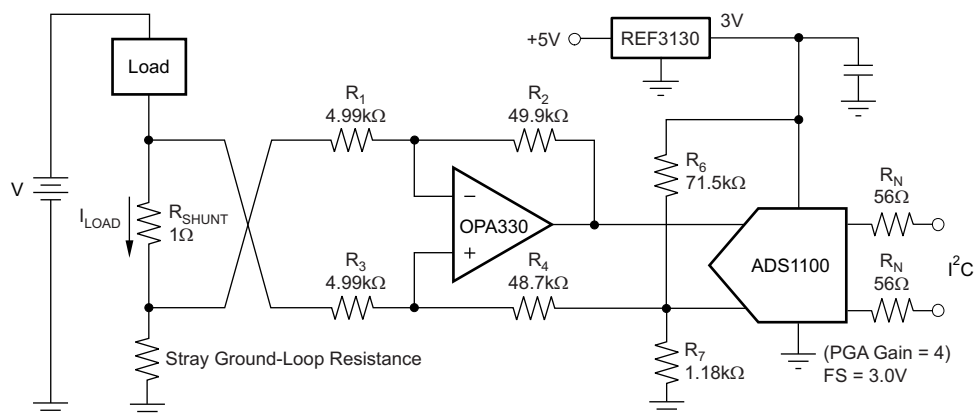 3V
+5V
REF3130
Load
R1
4.99kΩ
R2
49.9kΩ
R6
71.5kΩ
V
ILOAD
RSHUNT
1Ω
−
OPA330
+
RN
56Ω
ADS1100
RN
56Ω
I²C
R3
4.99kΩ
R4
48.7kΩ
Stray Ground-Loop Resistance
R7
1.18kΩ
(PGA Gain = 4)
FS = 3.0V